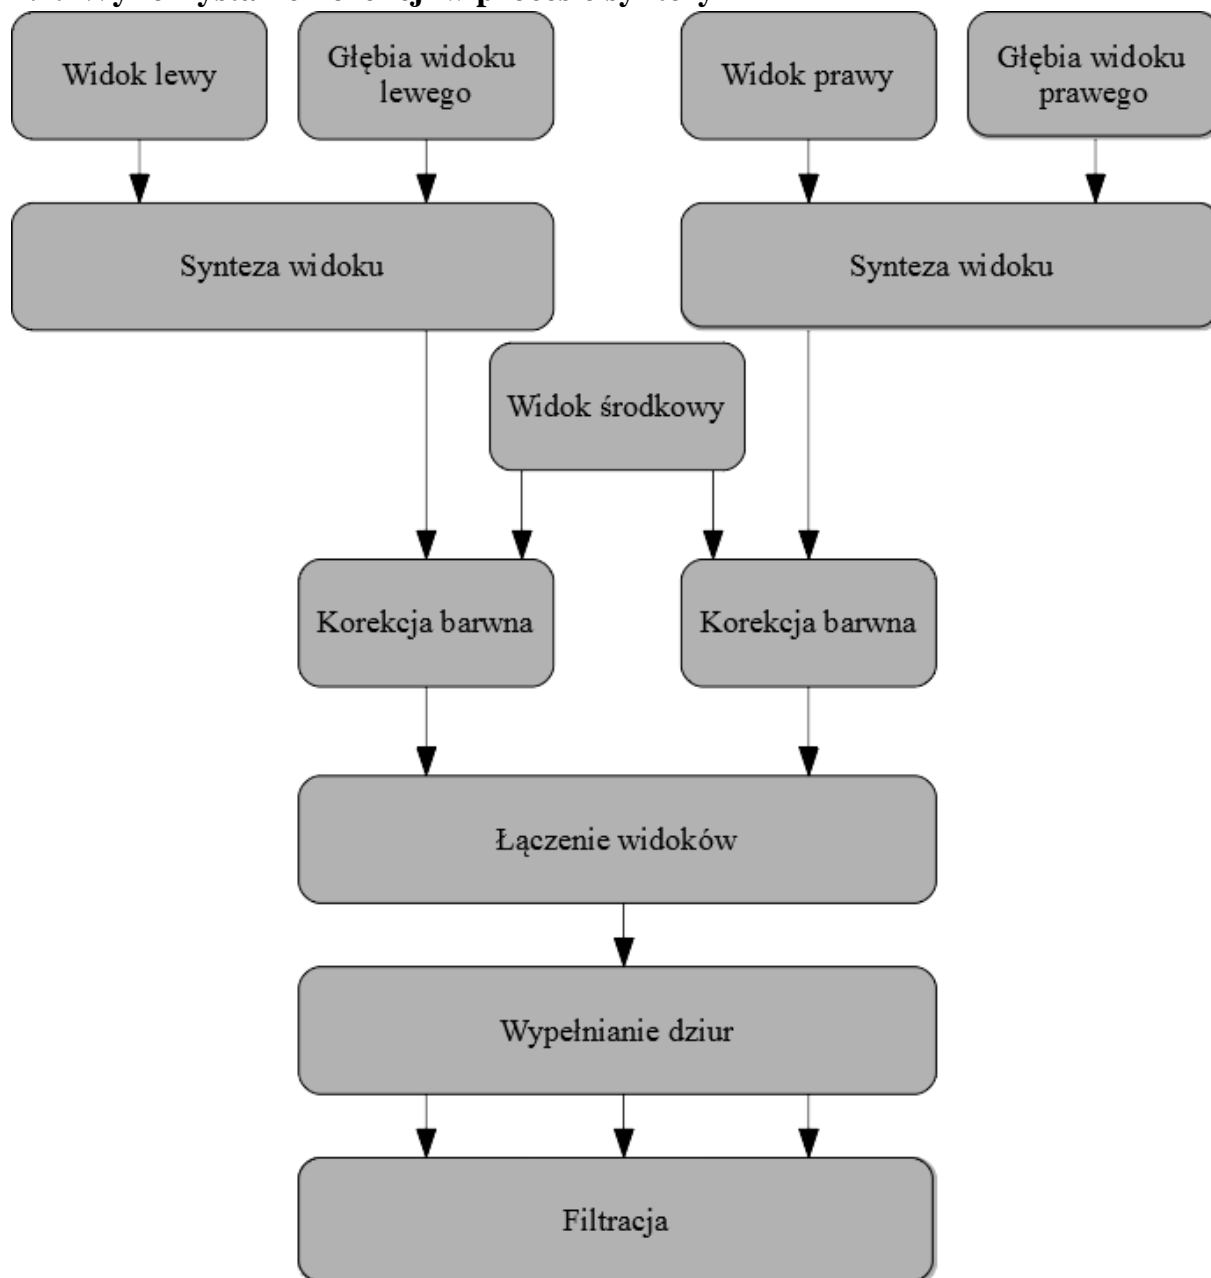 Widok lewy
Głębia widoku
lewego
Widok prawy
Głębia widoku
prawego
Synteza widoku
Synteza widoku
Widok środkowy
Korekcja barwna
Korekcja barwna
Łączenie widoków
Wypełnianie dziur
Filtracja